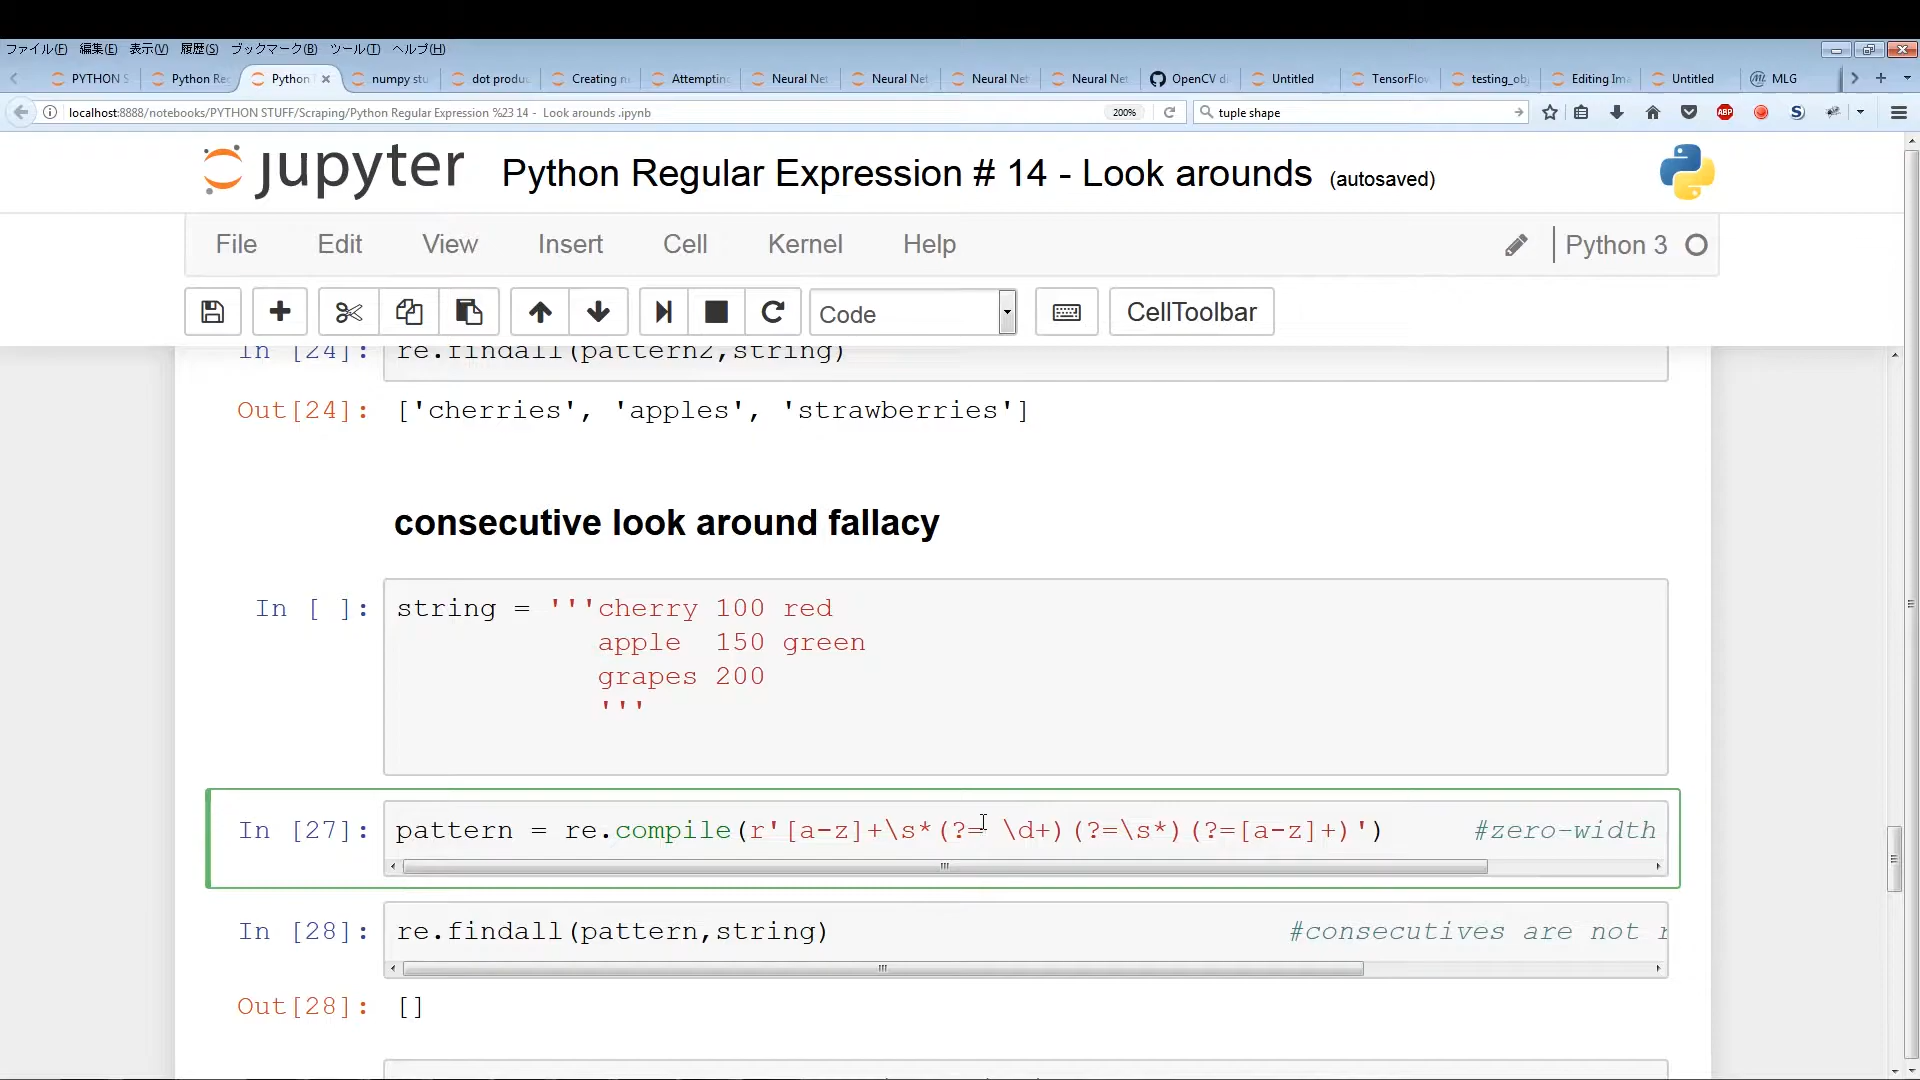 ファイル(F) 編集(E) 表示(V) 履歴(S) ブックマーク(B) ツール(T) ヘルプ(H)
PYTHON S Python Re Python numpy stu dot produ Creating n Attemptin Neural Net Neural Net Neural Net Neural Net OpenCV d Untitled TensorFlo testing_obj Editing Im Untitled MLG
localhost:8888/notebooks/PYTHON STUFF/Scraping/Python Regular Expression %23 14 - Look arounds .ipynb 200% tuple shape ABP S
jupyter Python Regular Expression # 14 - Look arounds (autosaved)
File Edit View Insert Cell Kernel Help Python 3
Code CellToolbar
In [24]: re.findall(pattern2,string)
Out[24]: ['cherries', 'apples', 'strawberries']
consecutive look around fallacy
In [ ]: string = '''cherry 100 red
apple  150 green
grapes 200
'''
In [27]: pattern = re.compile(r'[a-z]+\s*(?= \d+)(?=\s*)(?=[a-z]+)') #zero-width
In [28]: re.findall(pattern,string) #consecutives are not r
Out[28]: []